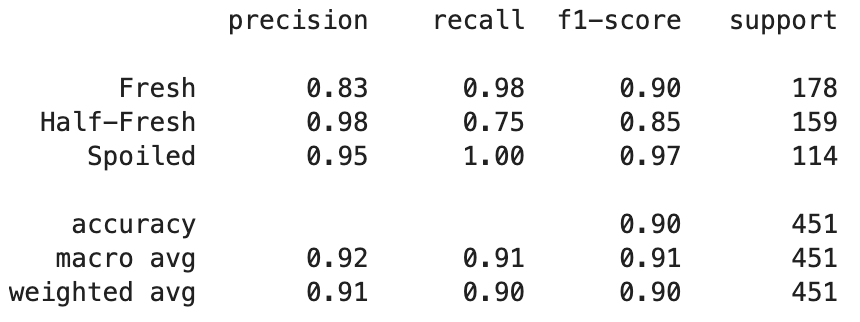 precision recall f1-score support
Fresh 0.83 0.98 0.90 178
Half-Fresh 0.98 0.75 0.85 159
Spoiled 0.95 1.00 0.97 114
accuracy 0.90 451
macro avg 0.92 0.91 0.91 451
weighted avg 0.91 0.90 0.90 451